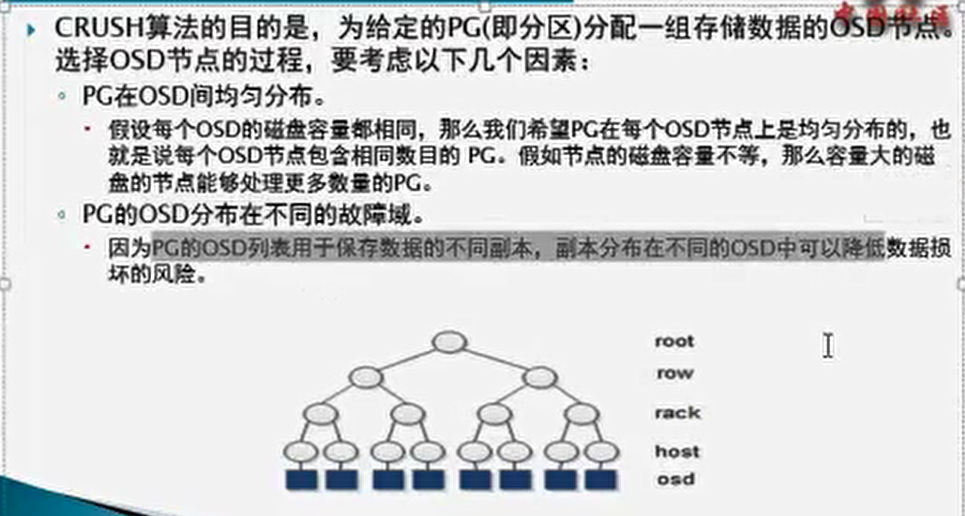 CRUSH算法的目的是，为给定的PG(即分区)分配一组存储数据的OSD节点。
选择OSD节点的过程，要考虑以下几个因素：
PG在OSD间均匀分布。
假设每个OSD的磁盘容量都相同，那么我们希望PG在每个OSD节点上是均匀分布的，也
就是说每个OSD节点包含相同数目的 PG。假如节点的磁盘容量不等，那么容量大的磁
盘的节点能够处理更多数量的PG。
PG的OSD分布在不同的故障域。
因为PG的OSD列表用于保存数据的不同副本，副本分布在不同的OSD中可以降低数据损
坏的风险。
root
row
rack
host
osd